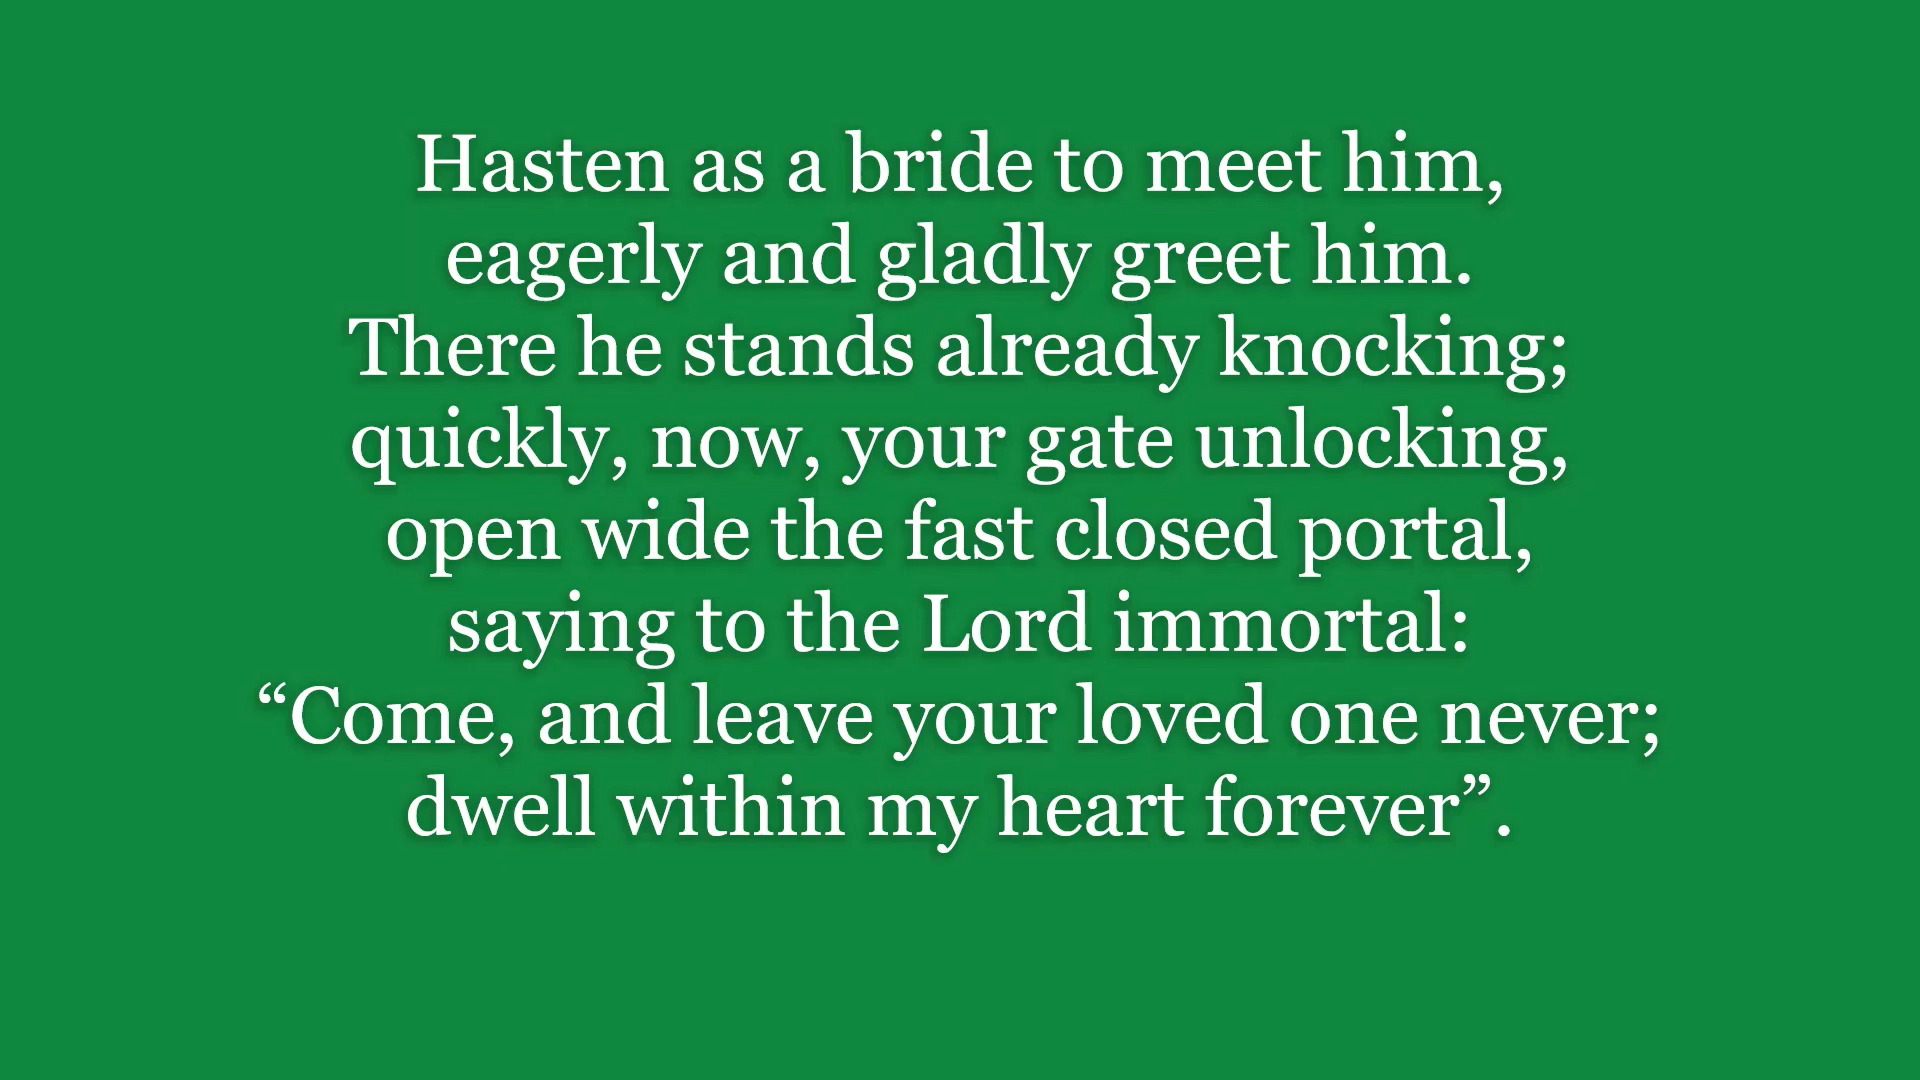 Hasten as a bride to meet him,
eagerly and gladly greet him.
There he stands already knocking;
quickly, now, your gate unlocking,
open wide the fast closed portal,
saying to the Lord immortal:
“Come, and leave your loved one never;
dwell within my heart forever”.